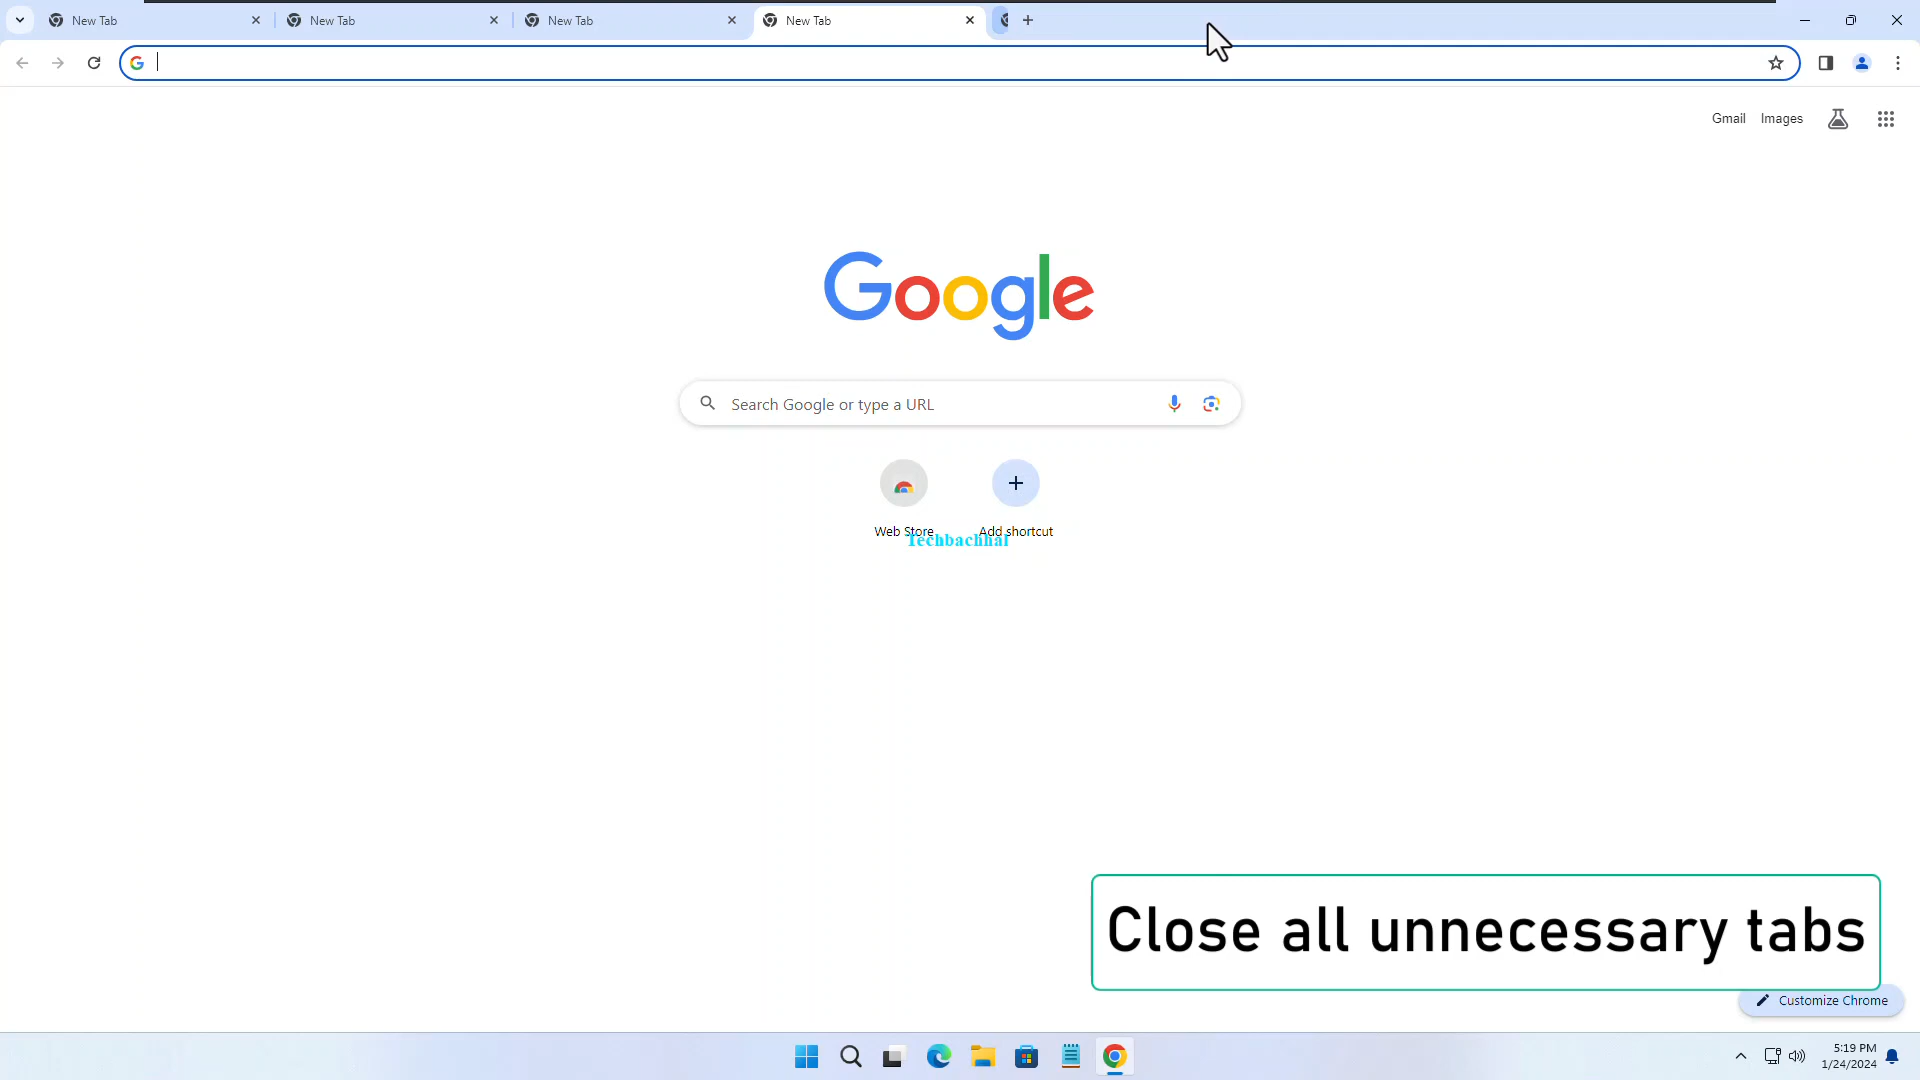 New Tab
New Tab
New Tab
New Tab
Gmail Images
Google
Search Google or type a URL
Web Store
Add shortcut
Techbachhal
Close all unnecessary tabs
Customize Chrome
5:19 PM
1/24/2024